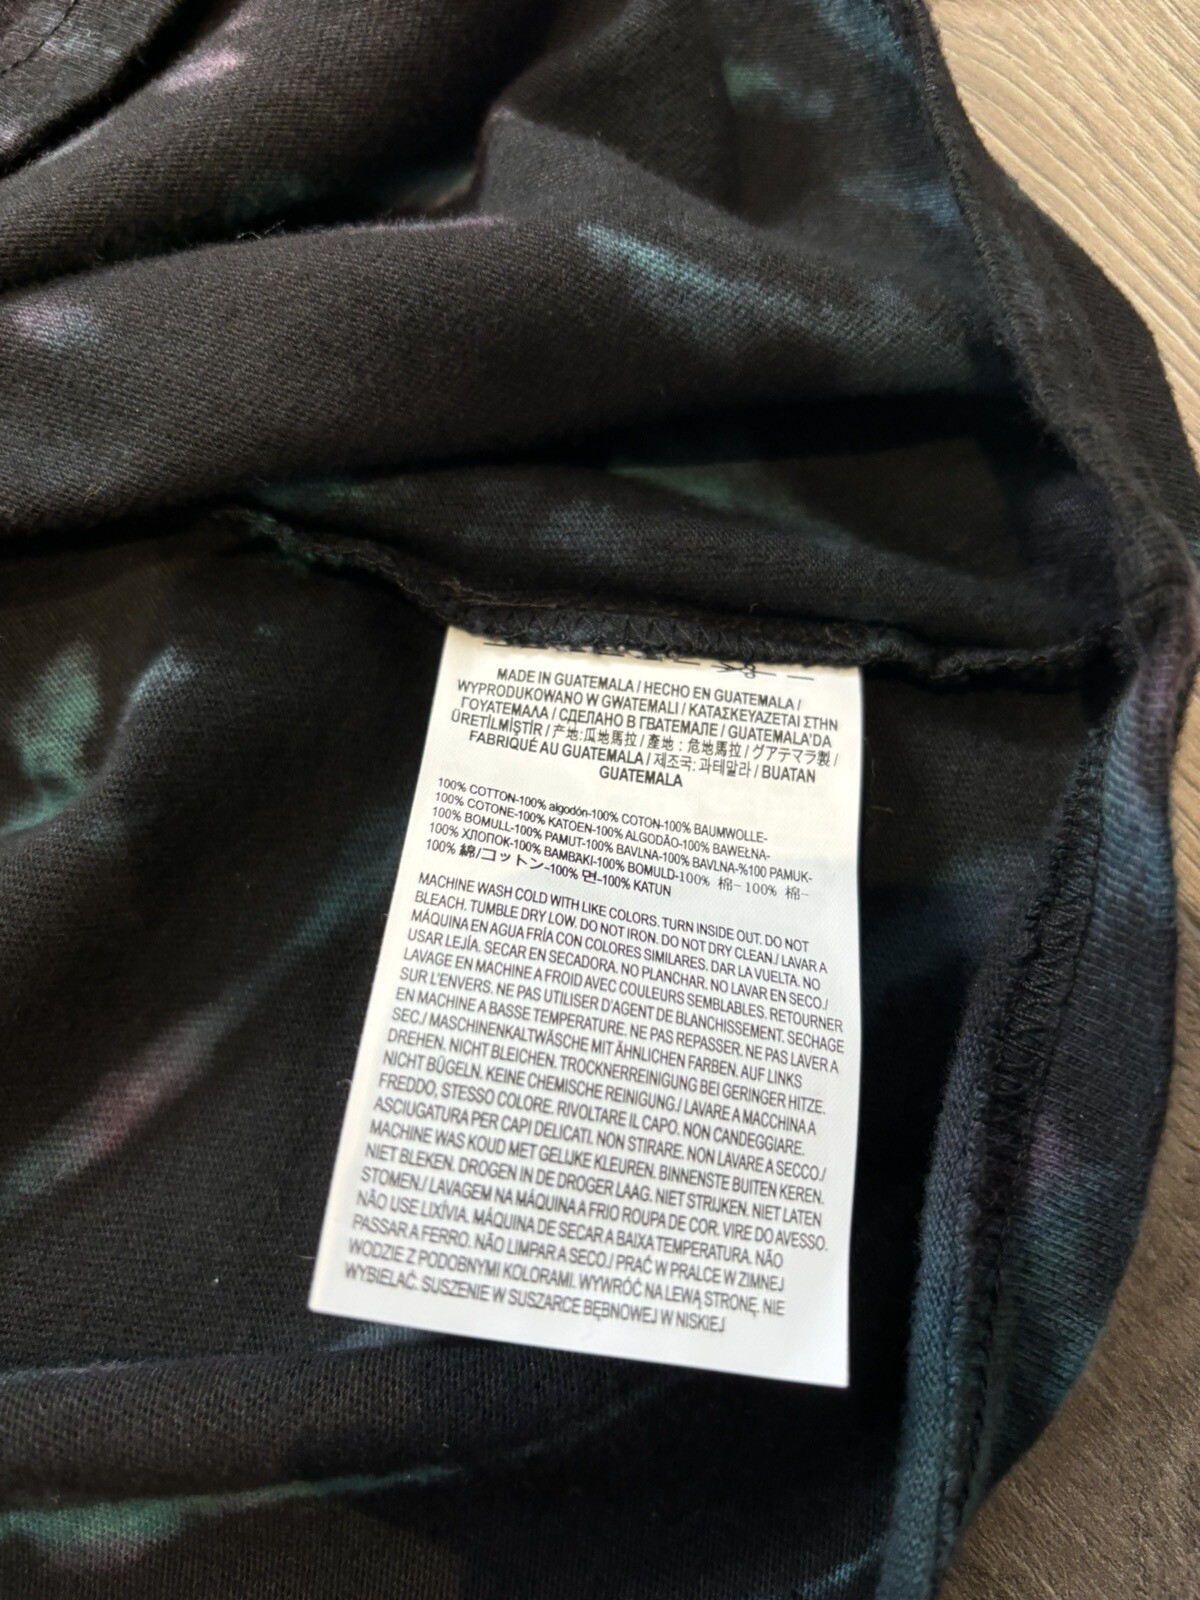 MADE IN GUATEMALA / HECHO EN GUATEMALA /
WYPRODUKOWANO W GWATEMALI / ΚΑΤΑΣΚΕΥΑΖΕΤΑΙ ΣΤΗΝ
ΓΟΥΑΤΕΜΑΛΑ / СДЕЛАНО В ГВАТЕМАЛЕ / GUATEMALA'DA
ÜRETİLMİŞTİR / 产地:瓜地馬拉 / 產地 : 危地馬拉 / グアテマラ製 /
FABRIQUÉ AU GUATEMALA / 제조국: 과테말라 / BUATAN
GUATEMALA
100% COTTON-100% algodón-100% COTON-100% BAUMWOLLE-
100% COTONE-100% KATOEN-100% ALGODÃO-100% BAWEŁNA-
100% BOMULL-100% PAMUT-100% BAVLNA-100% BAVLNA-%100 PAMUK-
100% ХЛОПОК-100% ΒΑΜΒΑΚΙ-100% BOMULD-100% 棉-100% 棉-
100% 綿/コットン-100% 면-100% KATUN
MACHINE WASH COLD WITH LIKE COLORS. TURN INSIDE OUT. DO NOT
BLEACH. TUMBLE DRY LOW. DO NOT IRON. DO NOT DRY CLEAN./ LAVAR A
MÁQUINA EN AGUA FRÍA CON COLORES SIMILARES. DAR LA VUELTA. NO
USAR LEJÍA. SECAR EN SECADORA. NO PLANCHAR. NO LAVAR EN SECO./
LAVAGE EN MACHINE A FROID AVEC COULEURS SEMBLABLES. RETOURNER
SUR L'ENVERS. NE PAS UTILISER D'AGENT DE BLANCHISSEMENT. SECHAGE
EN MACHINE A BASSE TEMPERATURE. NE PAS REPASSER. NE PAS LAVER A
SEC./ MASCHINENKALTWÄSCHE MIT ÄHNLICHEN FARBEN. AUF LINKS
DREHEN. NICHT BLEICHEN. TROCKNERREINIGUNG BEI GERINGER HITZE.
NICHT BÜGELN. KEINE CHEMISCHE REINIGUNG./ LAVARE A MACCHINA A
FREDDO, STESSO COLORE. RIVOLTARE IL CAPO. NON CANDEGGIARE.
ASCIUGATURA PER CAPI DELICATI. NON STIRARE. NON LAVARE A SECCO./
MACHINE WAS KOUD MET GELIJKE KLEUREN. BINNENSTE BUITEN KEREN.
NIET BLEKEN. DROGEN IN DE DROGER LAAG. NIET STRIJKEN. NIET LATEN
STOMEN./ LAVAGEM NA MÁQUINA A FRIO ROUPA DE COR. VIRE DO AVESSO.
NÃO USE LIXÍVIA. MÁQUINA DE SECAR A BAIXA TEMPERATURA. NÃO
PASSAR A FERRO. NÃO LIMPAR A SECO./ PRAĆ W PRALCE W ZIMNEJ
WODZIE Z PODOBNYMI KOLORAMI. WYWRÓĆ NA LEWĄ STRONĘ. NIE
WYBIELAĆ. SUSZENIE W SUSZARCE BĘBNOWEJ W NISKIEJ